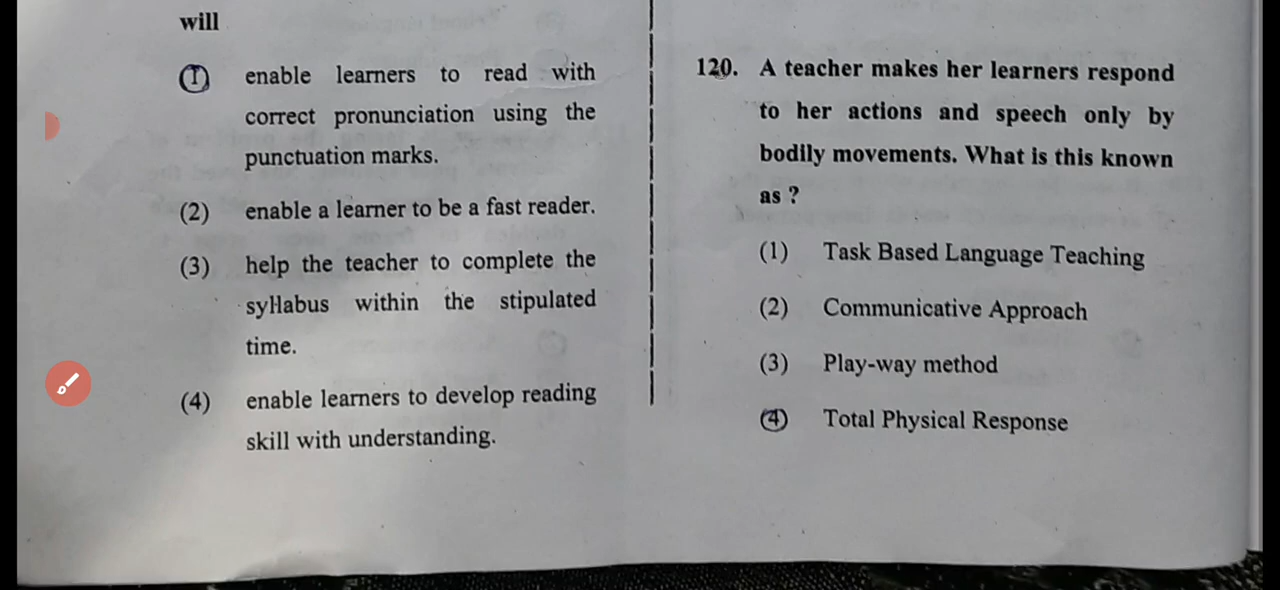 will
(1) enable learners to read with
correct pronunciation using the
punctuation marks.
(2) enable a learner to be a fast reader.
(3) help the teacher to complete the
syllabus within the stipulated
time.
(4) enable learners to develop reading
skill with understanding.
120. A teacher makes her learners respond
to her actions and speech only by
bodily movements. What is this known
as ?
(1) Task Based Language Teaching
(2) Communicative Approach
(3) Play-way method
(4) Total Physical Response